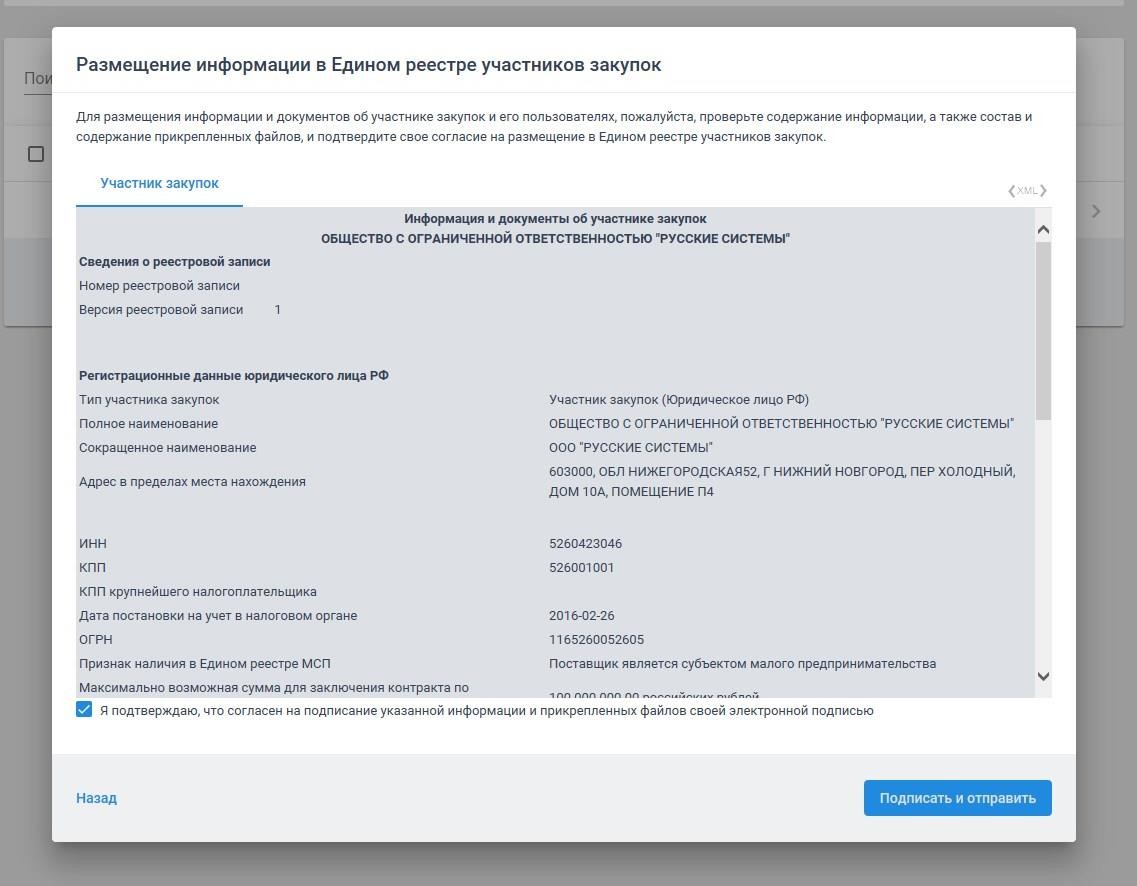 Размещение информации в Едином реестре участников закупок
Пои
Для размещения информации и документов об участнике закупок и его пользователях, пожалуйста, проверьте содержание информации, а также состав и
содержание прикрепленных файлов, и подтвердите свое согласие на размещение в Едином реестре участников закупок.
Участник закупок
XML
Информация и документы об участнике закупок
ОБЩЕСТВО С ОГРАНИЧЕННОЙ ОТВЕТСТВЕННОСТЬЮ "РУССКИЕ СИСТЕМЫ"
Сведения о реестровой записи
Номер реестровой записи
Версия реестровой записи 1
Регистрационные данные юридического лица РФ
Тип участника закупок Участник закупок (Юридическое лицо РФ)
Полное наименование ОБЩЕСТВО С ОГРАНИЧЕННОЙ ОТВЕТСТВЕННОСТЬЮ "РУССКИЕ СИСТЕМЫ"
Сокращенное наименование ООО "РУССКИЕ СИСТЕМЫ"
Адрес в пределах места нахождения 603000, ОБЛ НИЖЕГОРОДСКАЯ52, Г НИЖНИЙ НОВГОРОД, ПЕР ХОЛОДНЫЙ,
ДОМ 10А, ПОМЕЩЕНИЕ П4
ИНН 5260423046
КПП 526001001
КПП крупнейшего налогоплательщика
Дата постановки на учет в налоговом органе 2016-02-26
ОГРН 1165260052605
Признак наличия в Едином реестре МСП Поставщик является субъектом малого предпринимательства
Максимально возможная сумма для заключения контракта по 100 000 000.00 российских рублей
Я подтверждаю, что согласен на подписание указанной информации и прикрепленных файлов своей электронной подписью
Назад
Подписать и отправить